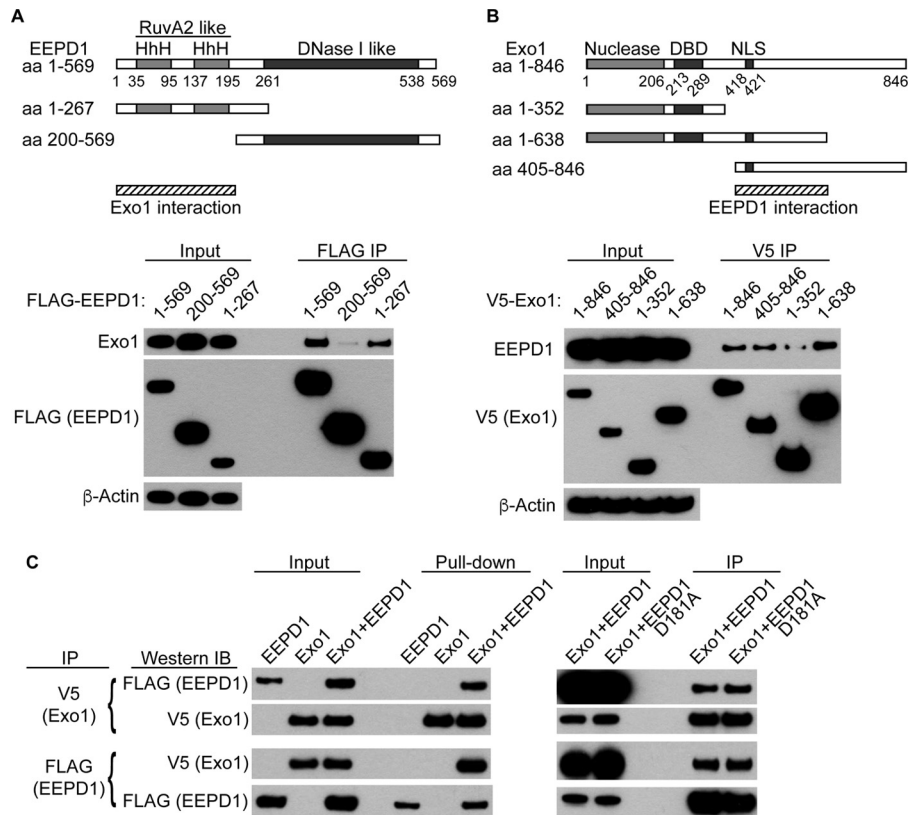 A
RuvA2 like
EEPD1 HhH HhH DNase I like
aa 1-569
1 35 95 137 195 261 538 569
aa 1-267
aa 200-569
Exo1 interaction
Input FLAG IP
FLAG-EEPD1: 1-569 200-569 1-267 1-569 200-569 1-267
Exo1
FLAG (EEPD1)
β-Actin
B
Exo1 Nuclease DBD NLS
aa 1-846
1 206 213 289 418 421 846
aa 1-352
aa 1-638
aa 405-846
EEPD1 interaction
Input V5 IP
V5-Exo1: 1-846 405-846 1-352 1-638 1-846 405-846 1-352 1-638
EEPD1
V5 (Exo1)
β-Actin
C
Input Pull-down Input IP
EEPD1 Exo1 Exo1+EEPD1 EEPD1 Exo1 Exo1+EEPD1 Exo1+EEPD1 Exo1+EEPD1 D181A Exo1+EEPD1 Exo1+EEPD1 D181A
IP Western IB
V5 (Exo1)
FLAG (EEPD1)
V5 (Exo1)
FLAG (EEPD1)
V5 (Exo1)
FLAG (EEPD1)